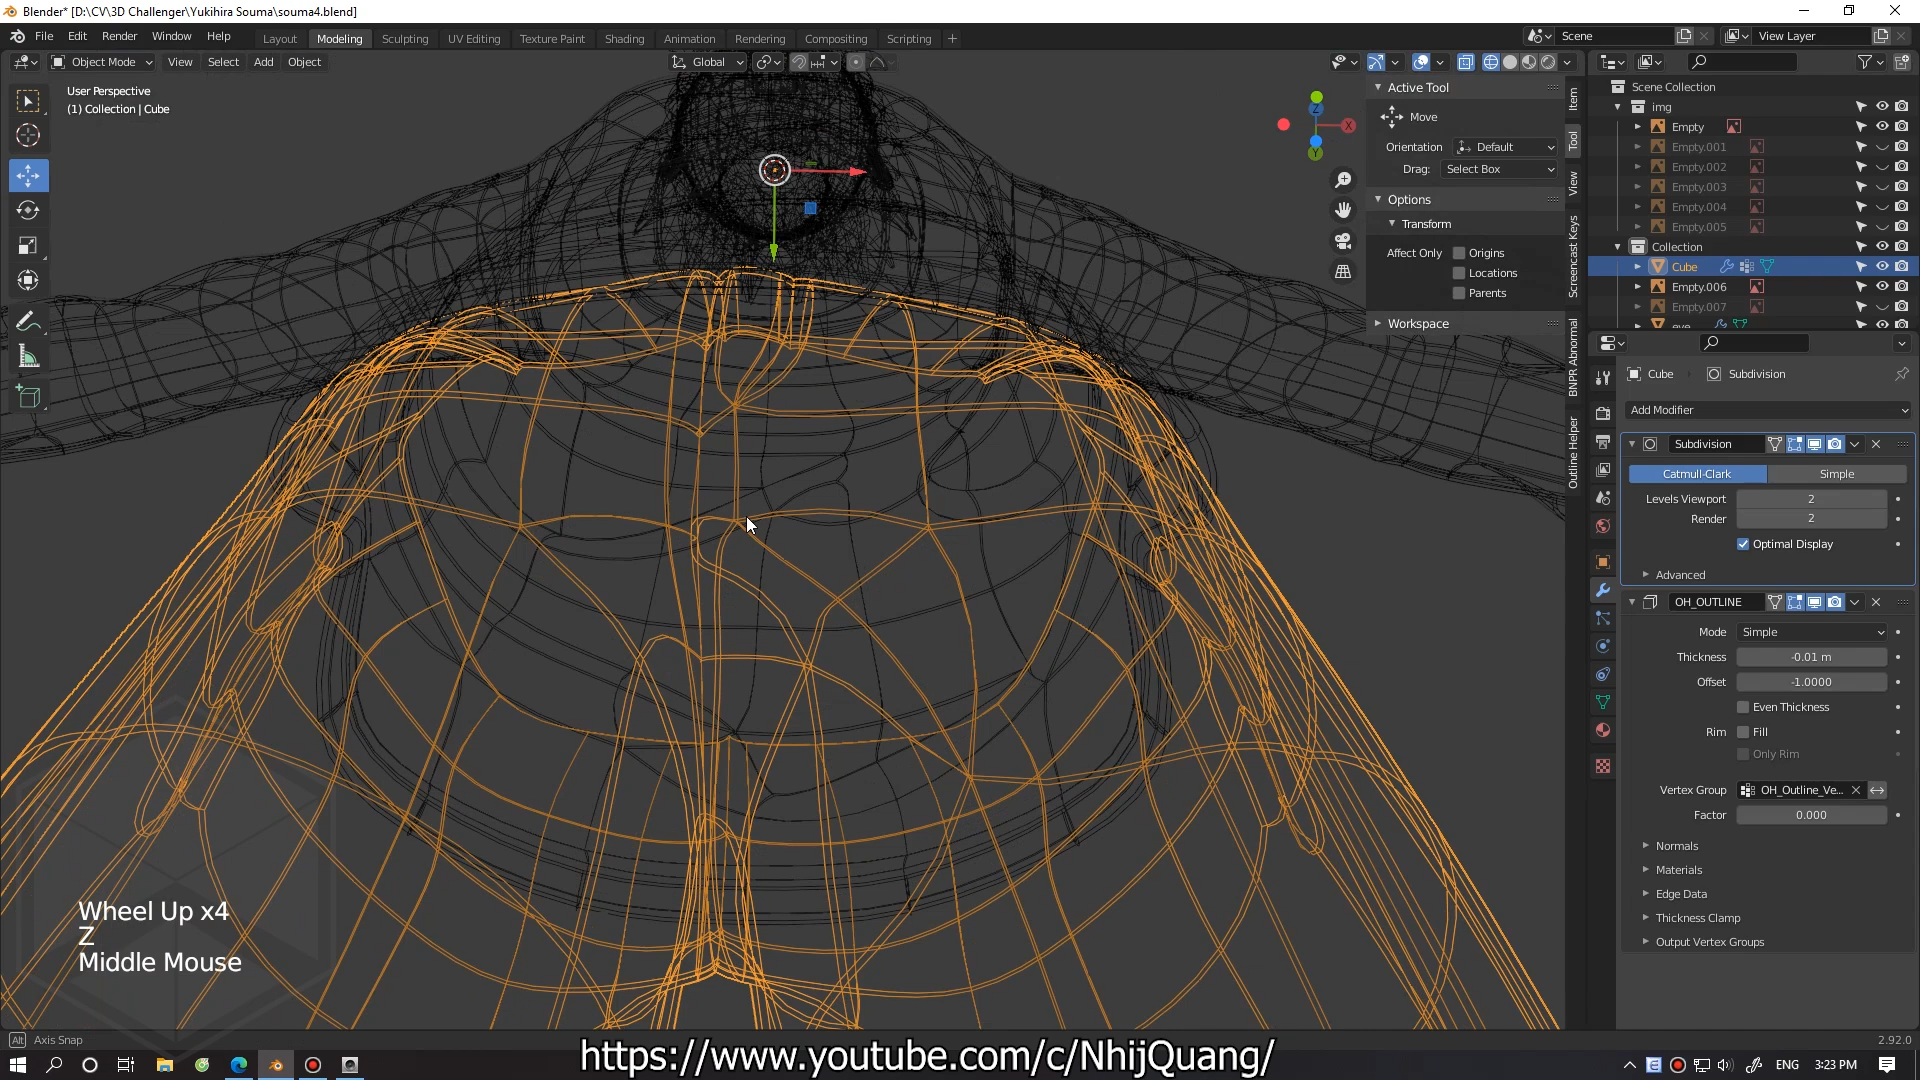 Blender* [D:\CV\3D Challenger\Yukihira Souma\souma4.blend]
File Edit Render Window Help Layout Modeling Sculpting UV Editing Texture Paint Shading Animation Rendering Compositing Scripting Scene View Layer
Object Mode View Select Add Object Global
User Perspective
(1) Collection | Cube
Active Tool
Move
Orientation Default
Drag: Select Box
Options
Transform
Affect Only Origins
Locations
Parents
Workspace
Item
Tool
View
Screencast Keys
BNPR Abnormal
Outline Helper
X
Z
Y
Scene Collection
img
Empty
Empty.001
Empty.002
Empty.003
Empty.004
Empty.005
Collection
Cube
Empty.006
Empty.007
eye
Cube Subdivision
Add Modifier
Subdivision
Catmull-Clark Simple
Levels Viewport 2
Render 2
Optimal Display
Advanced
OH_OUTLINE
Mode Simple
Thickness -0.01 m
Offset -1.0000
Even Thickness
Rim Fill
Only Rim
Vertex Group OH_Outline_Ve...
Factor 0.000
Normals
Materials
Edge Data
Thickness Clamp
Output Vertex Groups
Wheel Up x4
Z
Middle Mouse
Alt Axis Snap
2.92.0
https://www.youtube.com/c/NhijQuang/
ENG 3:23 PM